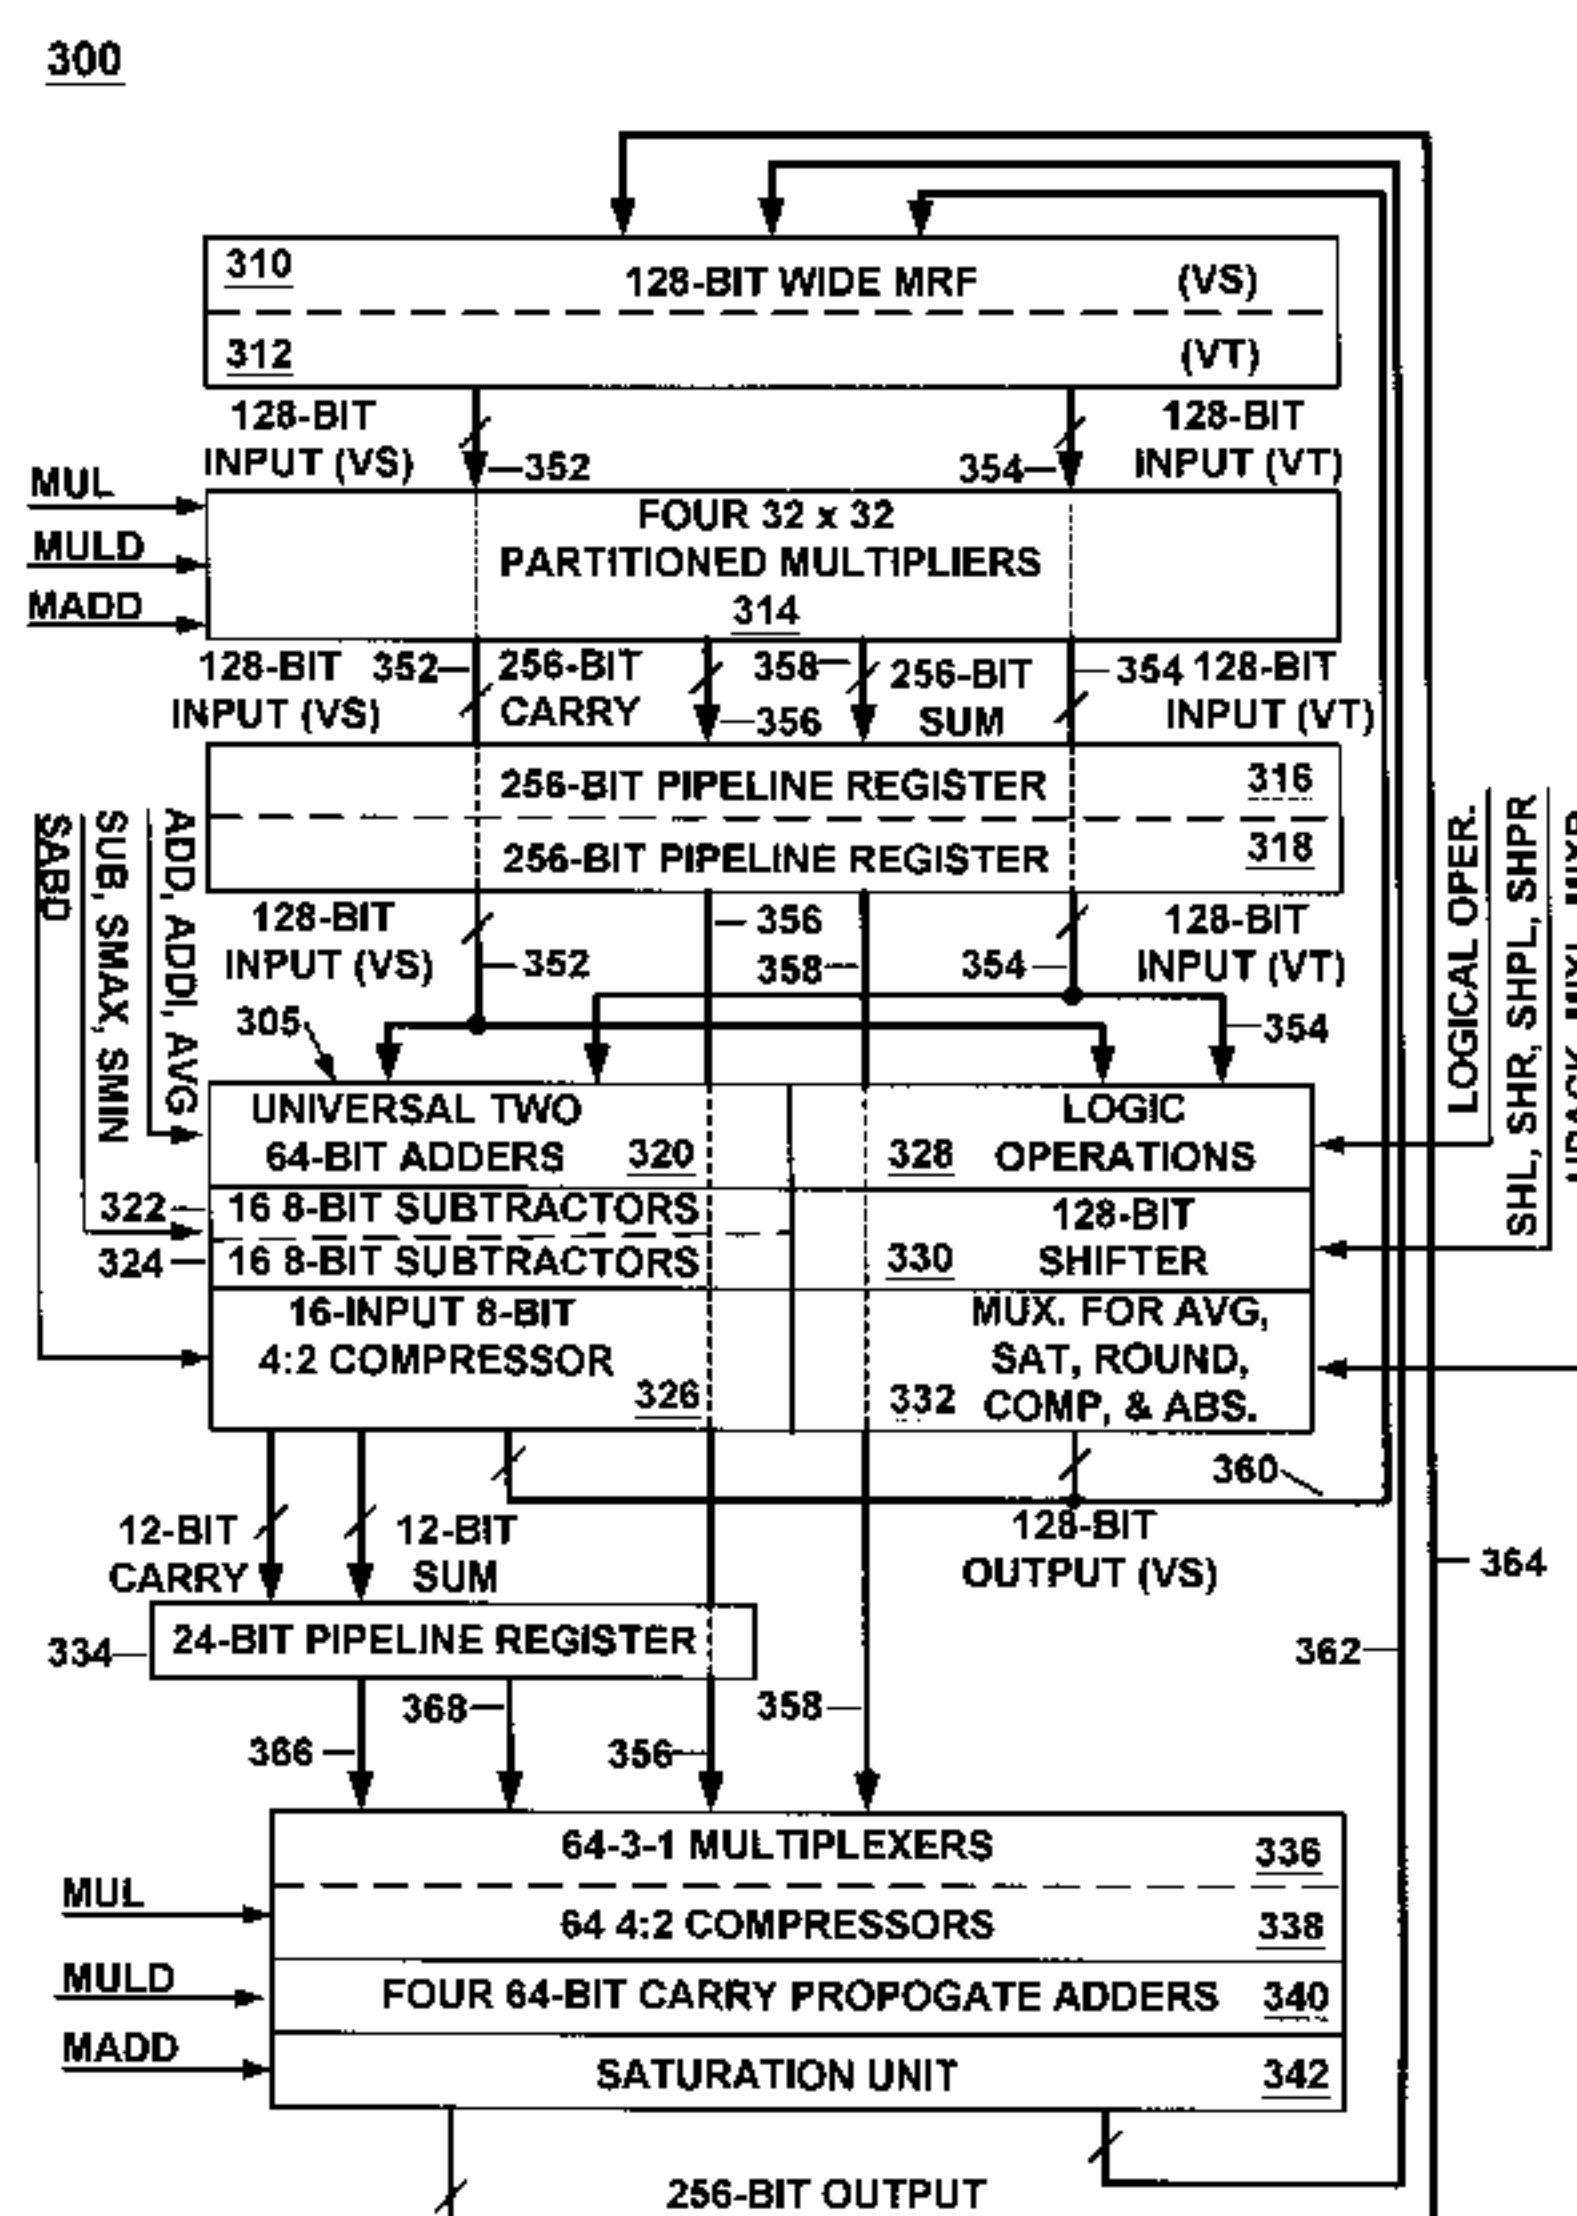 300
310
128-BIT WIDE MRF
(VS)
312
(VT)
128-BIT
INPUT (VS)
352
354
128-BIT
INPUT (VT)
MUL
MULD
MADD
FOUR 32 x 32
PARTITIONED MULTIPLIERS
314
128-BIT
INPUT (VS)
352
256-BIT
CARRY
356
358
256-BIT
SUM
354
128-BIT
INPUT (VT)
256-BIT PIPELINE REGISTER
316
256-BIT PIPELINE REGISTER
318
SABD
SUB, SMAX, SMIN
ADD, ADDI, AVG
128-BIT
INPUT (VS)
352
356
358
354
128-BIT
INPUT (VT)
305
354
LOGICAL OPER.
SHL, SHR, SHPL, SHPR
UNIVERSAL TWO
64-BIT ADDERS
320
328
LOGIC
OPERATIONS
322
16 8-BIT SUBTRACTORS
324
16 8-BIT SUBTRACTORS
330
128-BIT
SHIFTER
16-INPUT 8-BIT
4:2 COMPRESSOR
326
332
MUX. FOR AVG,
SAT, ROUND,
COMP, & ABS.
360
12-BIT
CARRY
12-BIT
SUM
128-BIT
OUTPUT (VS)
364
334
24-BIT PIPELINE REGISTER
362
366
368
356
358
64-3-1 MULTIPLEXERS
336
MUL
64 4:2 COMPRESSORS
338
MULD
FOUR 64-BIT CARRY PROPOGATE ADDERS
340
MADD
SATURATION UNIT
342
256-BIT OUTPUT